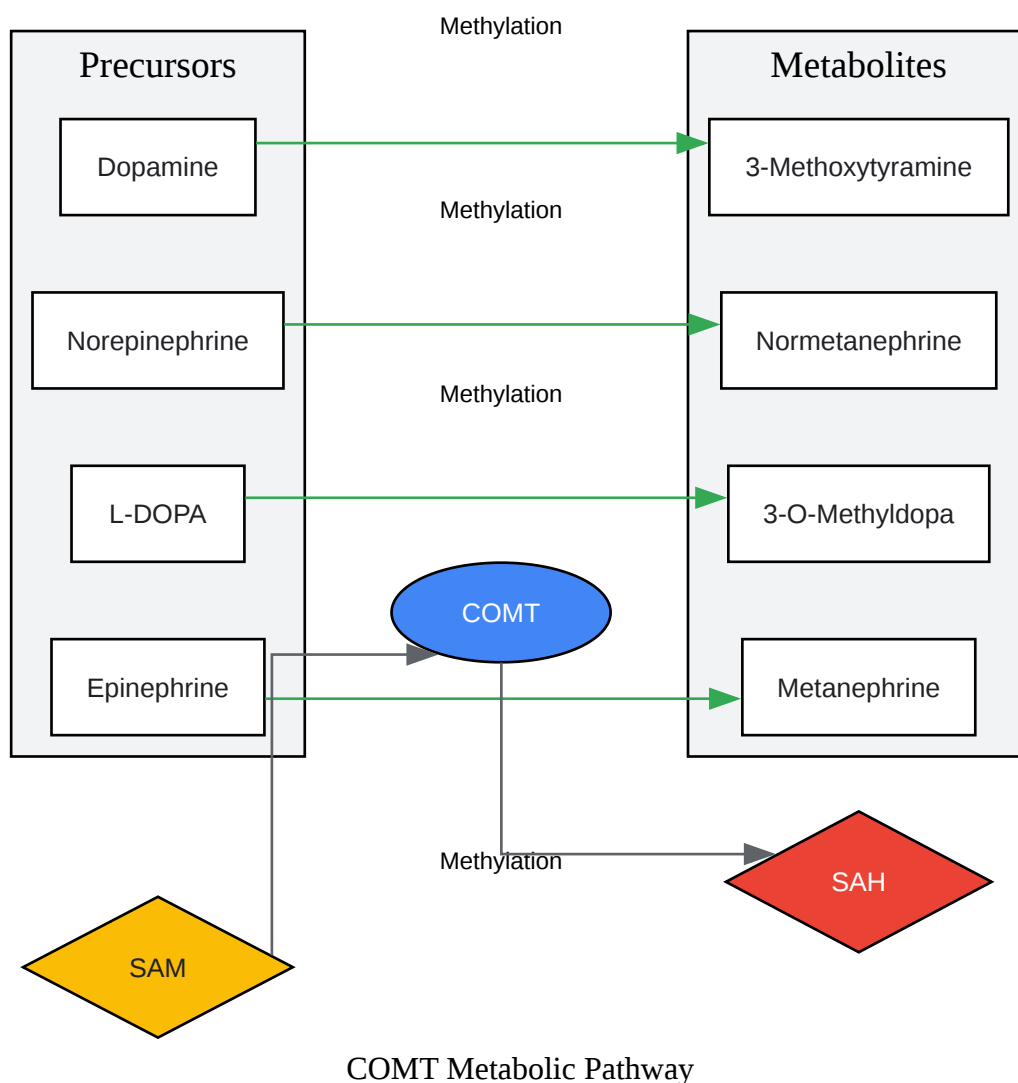 Methylation
Precursors
Metabolites
Dopamine
3-Methoxytyramine
Methylation
Norepinephrine
Normetanephrine
Methylation
L-DOPA
3-O-Methyldopa
COMT
Epinephrine
Metanephrine
Methylation
SAH
SAM
COMT Metabolic Pathway